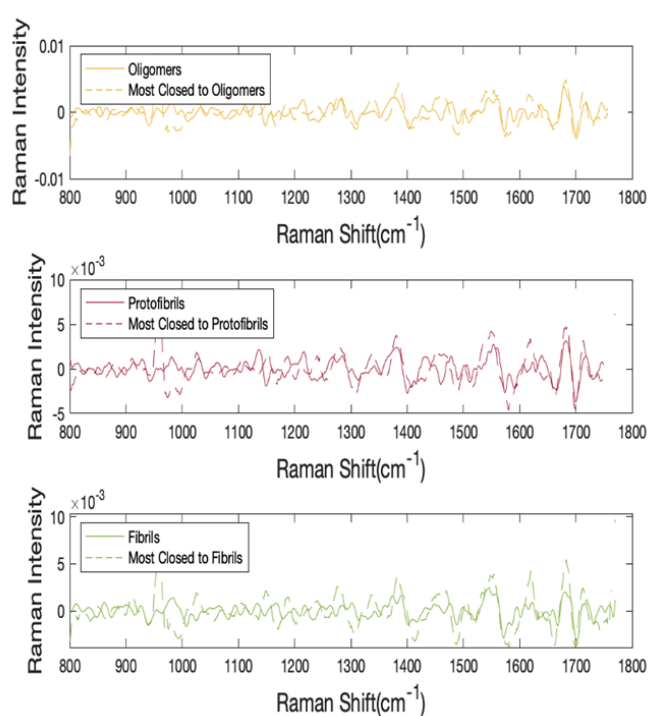 0.01
Oligomers
Most Closed to Oligomers
0
-0.01
800 900 1000 1100 1200 1300 1400 1500 1600 1700 1800
Raman Intensity
Raman Shift(cm⁻¹)
×10⁻³
10
Protofibrils
Most Closed to Protofibrils
5
0
-5
800 900 1000 1100 1200 1300 1400 1500 1600 1700 1800
Raman Intensity
Raman Shift(cm⁻¹)
×10⁻³
10
Fibrils
Most Closed to Fibrils
5
0
800 900 1000 1100 1200 1300 1400 1500 1600 1700 1800
Raman Intensity
Raman Shift(cm⁻¹)